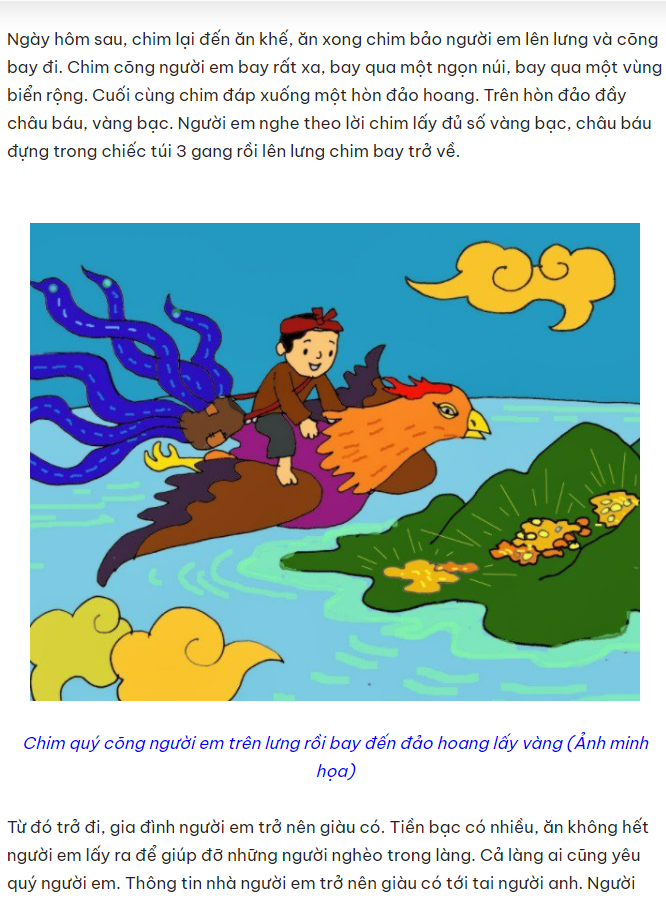 Ngày hôm sau, chim lại đến ăn khế, ăn xong chim bảo người em lên lưng và cõng
bay đi. Chim cõng người em bay rất xa, bay qua một ngọn núi, bay qua một vùng
biển rộng. Cuối cùng chim đáp xuống một hòn đảo hoang. Trên hòn đảo đầy
châu báu, vàng bạc. Người em nghe theo lời chim lấy đủ số vàng bạc, châu báu
đựng trong chiếc túi 3 gang rồi lên lưng chim bay trở về.
Chim quý cõng người em trên lưng rồi bay đến đảo hoang lấy vàng (Ảnh minh
họa)
Từ đó trở đi, gia đình người em trở nên giàu có. Tiền bạc có nhiều, ăn không hết
người em lấy ra để giúp đỡ những người nghèo trong làng. Cả làng ai cũng yêu
quý người em. Thông tin nhà người em trở nên giàu có tới tai người anh. Người